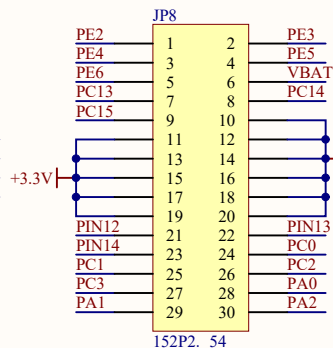 JP8
PE2 1 2 PE3
PE4 3 4 PE5
PE6 5 6 VBAT
PC13 7 8 PC14
PC15 9 10
11 12
13 14
+3.3V 15 16
17 18
19 20
PIN12 21 22 PIN13
PIN14 23 24 PC0
PC1 25 26 PC2
PC3 27 28 PA0
PA1 29 30 PA2
152P2. 54